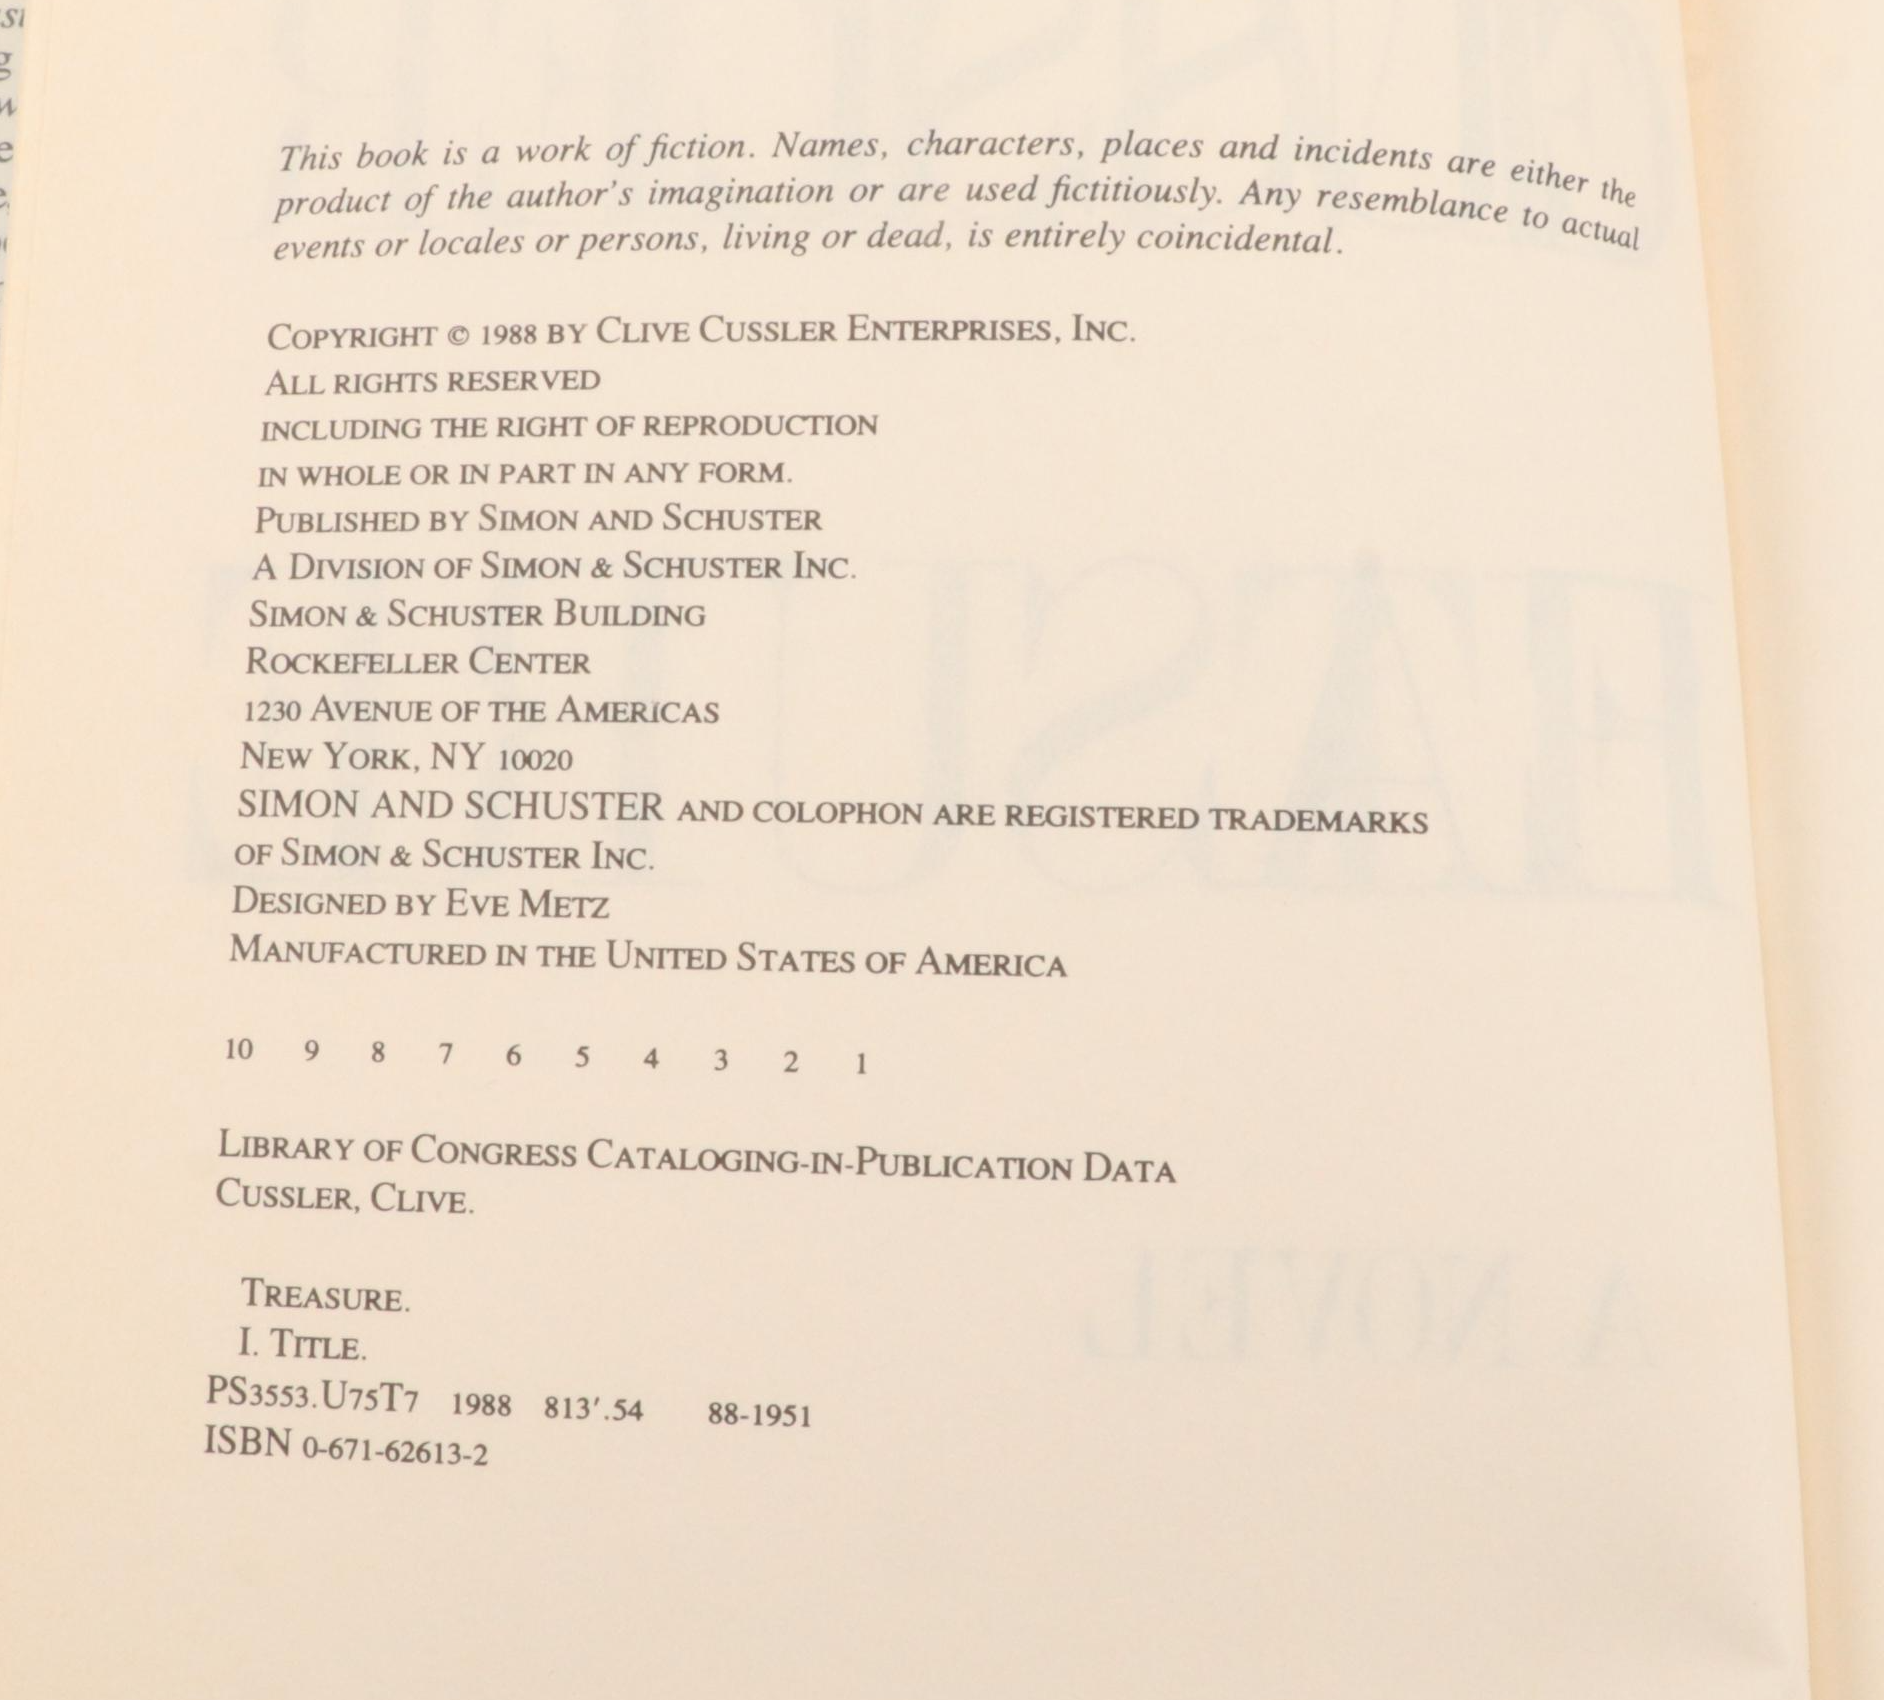 This book is a work of fiction. Names, characters, places and incidents are either the
product of the author's imagination or are used fictitiously. Any resemblance to actual
events or locales or persons, living or dead, is entirely coincidental.
COPYRIGHT © 1988 BY CLIVE CUSSLER ENTERPRISES, INC.
ALL RIGHTS RESERVED
INCLUDING THE RIGHT OF REPRODUCTION
IN WHOLE OR IN PART IN ANY FORM.
PUBLISHED BY SIMON AND SCHUSTER
A DIVISION OF SIMON & SCHUSTER INC.
SIMON & SCHUSTER BUILDING
ROCKEFELLER CENTER
1230 AVENUE OF THE AMERICAS
NEW YORK, NY 10020
SIMON AND SCHUSTER AND COLOPHON ARE REGISTERED TRADEMARKS
OF SIMON & SCHUSTER INC.
DESIGNED BY EVE METZ
MANUFACTURED IN THE UNITED STATES OF AMERICA
10 9 8 7 6 5 4 3 2 1
LIBRARY OF CONGRESS CATALOGING-IN-PUBLICATION DATA
CUSSLER, CLIVE.
TREASURE.
I. TITLE.
PS3553.U75T7 1988 813'.54 88-1951
ISBN 0-671-62613-2
A NOVEL